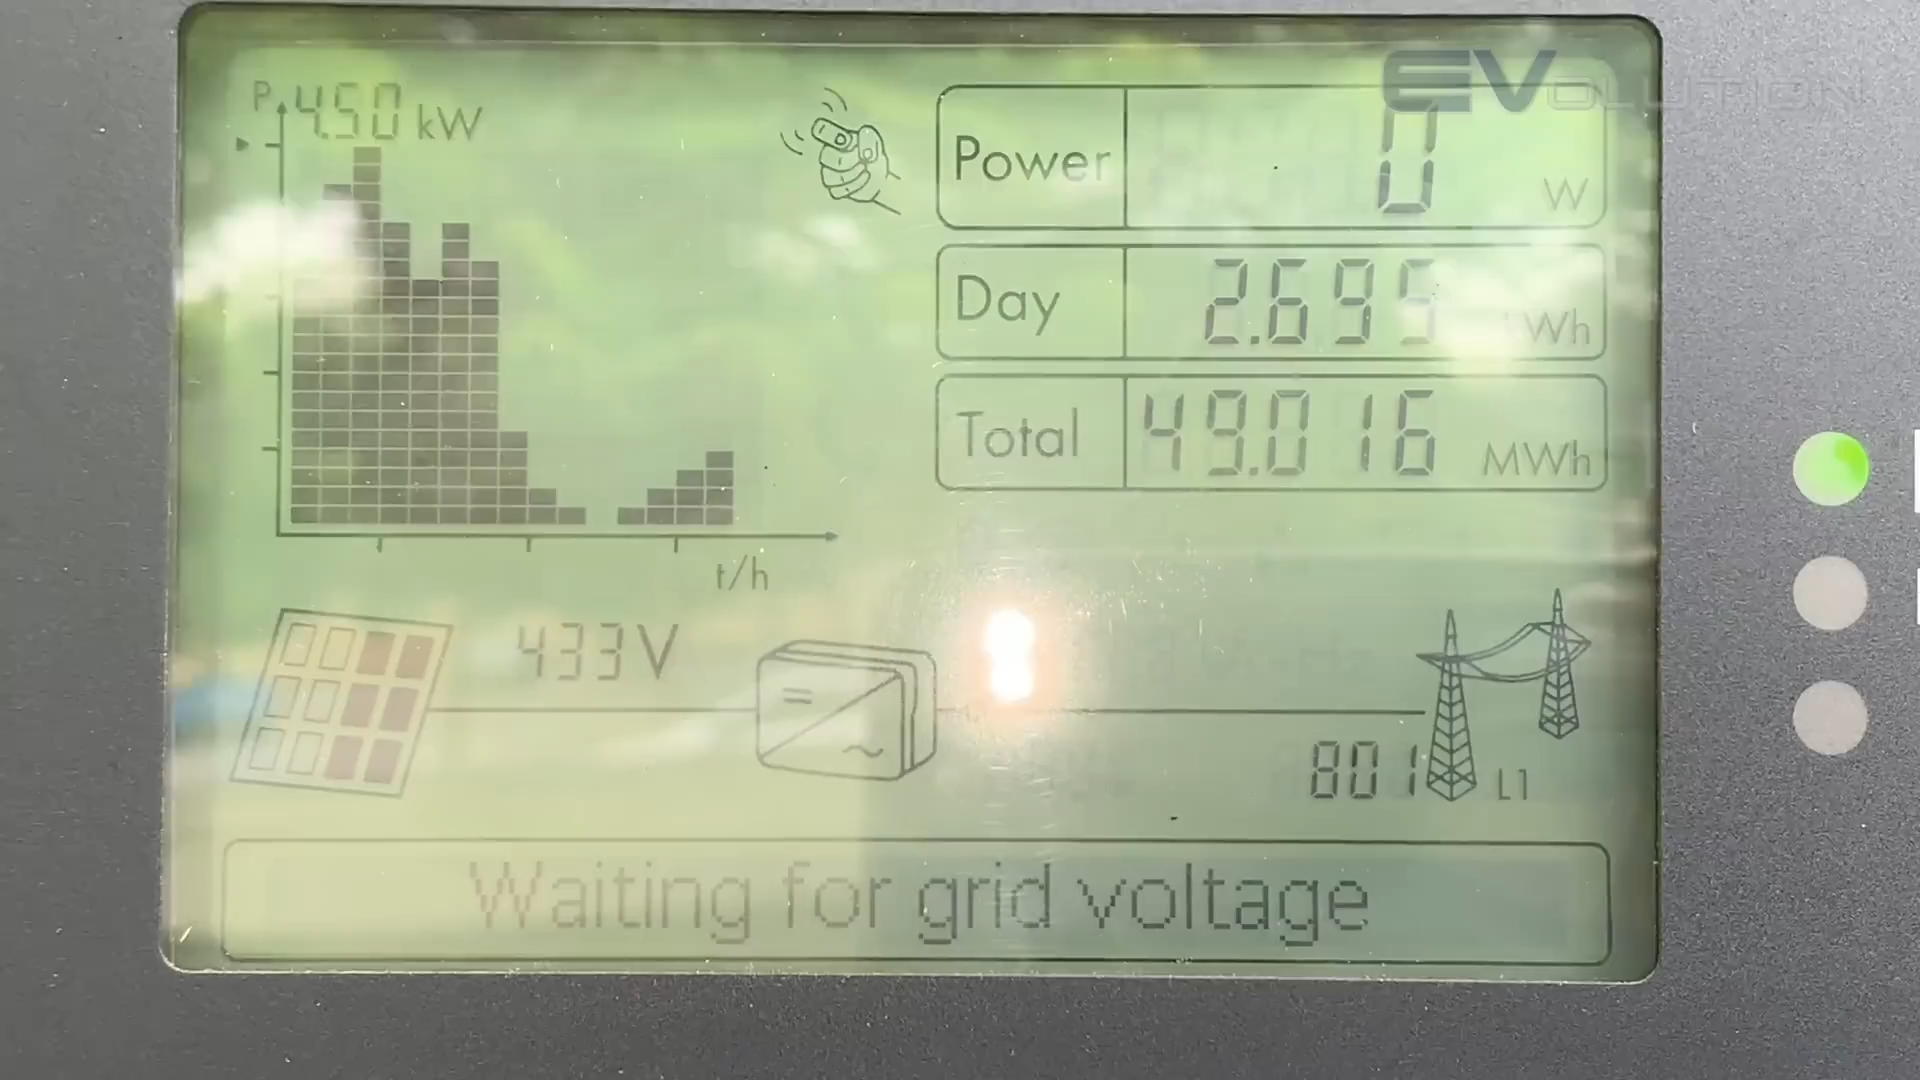 EVOLUTION
P 4.50 kW
Power 0 W
Day 2.695 kWh
Total 49.016 MWh
t/h
433 V
801 L1
Waiting for grid voltage